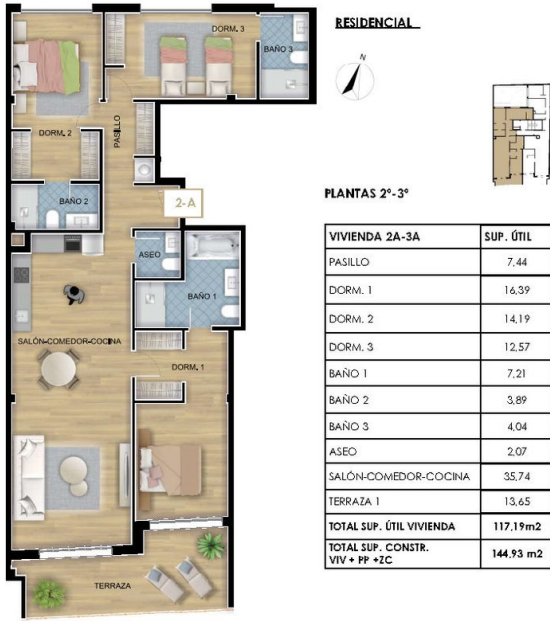 RESIDENCIAL
N
PLANTAS 2º-3º
VIVIENDA 2A-3A SUP. ÚTIL
PASILLO 7,44
DORM. 1 16,39
DORM. 2 14,19
DORM. 3 12,57
BAÑO 1 7,21
BAÑO 2 3,89
BAÑO 3 4,04
ASEO 2,07
SALÓN-COMEDOR-COCINA 35,74
TERRAZA 1 13,65
TOTAL SUP. ÚTIL VIVIENDA 117,19m2
TOTAL SUP. CONSTR.
VIV + PP +ZC 144,93 m2
DORM. 3
BAÑO 3
DORM. 2
PASILLO
BAÑO 2
2-A
ASEO
BAÑO 1
SALÓN-COMEDOR-COCINA
DORM. 1
TERRAZA